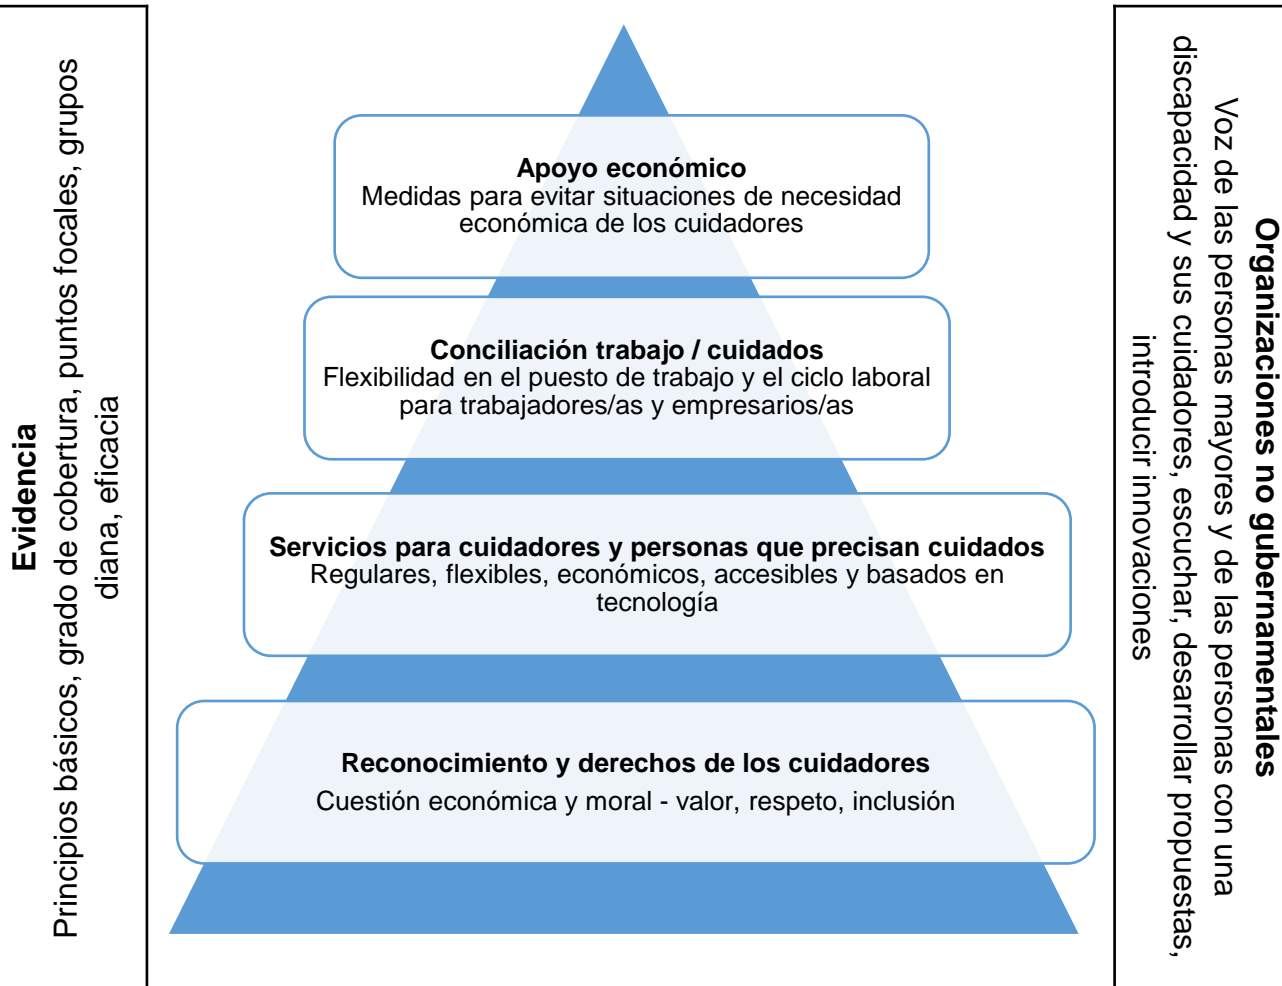 Evidencia
Principios básicos, grado de cobertura, puntos focales, grupos
diana, eficacia
Apoyo económico
Medidas para evitar situaciones de necesidad
económica de los cuidadores
Conciliación trabajo / cuidados
Flexibilidad en el puesto de trabajo y el ciclo laboral
para trabajadores/as y empresarios/as
Servicios para cuidadores y personas que precisan cuidados
Regulares, flexibles, económicos, accesibles y basados en
tecnología
Reconocimiento y derechos de los cuidadores
Cuestión económica y moral - valor, respeto, inclusión
Organizaciones no gubernamentales
Voz de las personas mayores y de las personas con una
discapacidad y sus cuidadores, escuchar, desarrollar propuestas,
introducir innovaciones